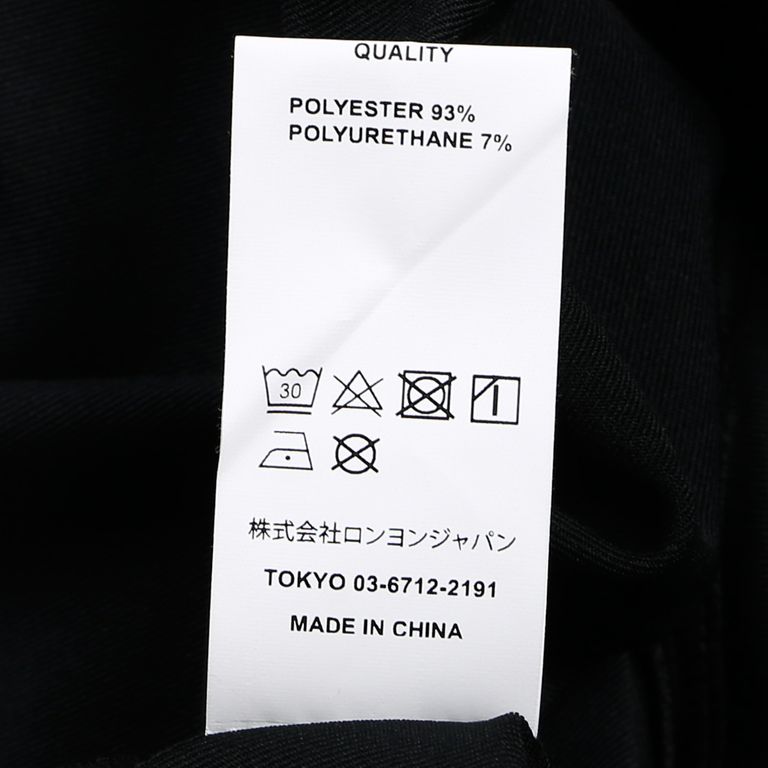 QUALITY
POLYESTER 93%
POLYURETHANE 7%
30
株式会社ロンヨンジャパン
TOKYO 03-6712-2191
MADE IN CHINA